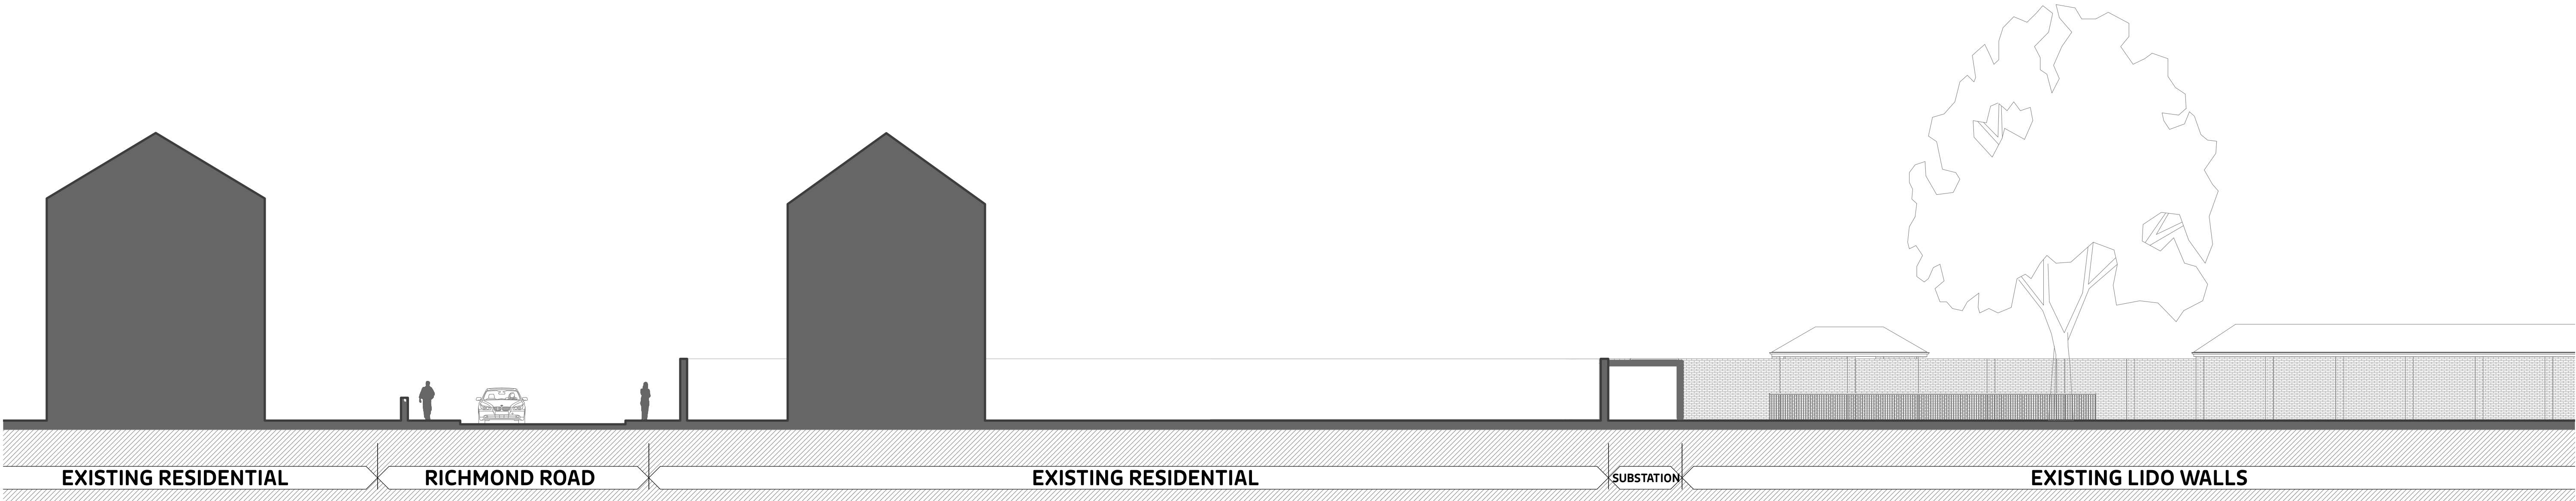 EXISTING RESIDENTIAL
RICHMOND ROAD
EXISTING RESIDENTIAL
SUBSTATION
EXISTING LIDO WALLS